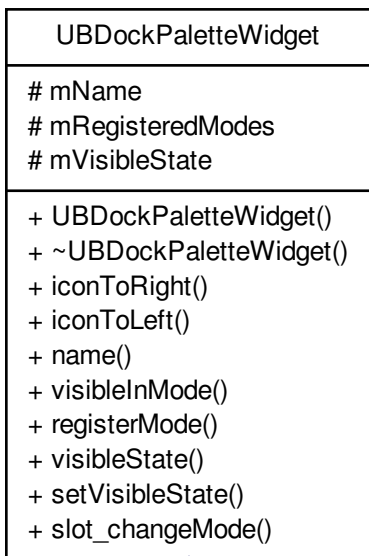 UBDockPaletteWidget
# mName
# mRegisteredModes
# mVisibleState
+ UBDockPaletteWidget()
+ ~UBDockPaletteWidget()
+ iconToRight()
+ iconToLeft()
+ name()
+ visibleInMode()
+ registerMode()
+ visibleState()
+ setVisibleState()
+ slot_changeMode()